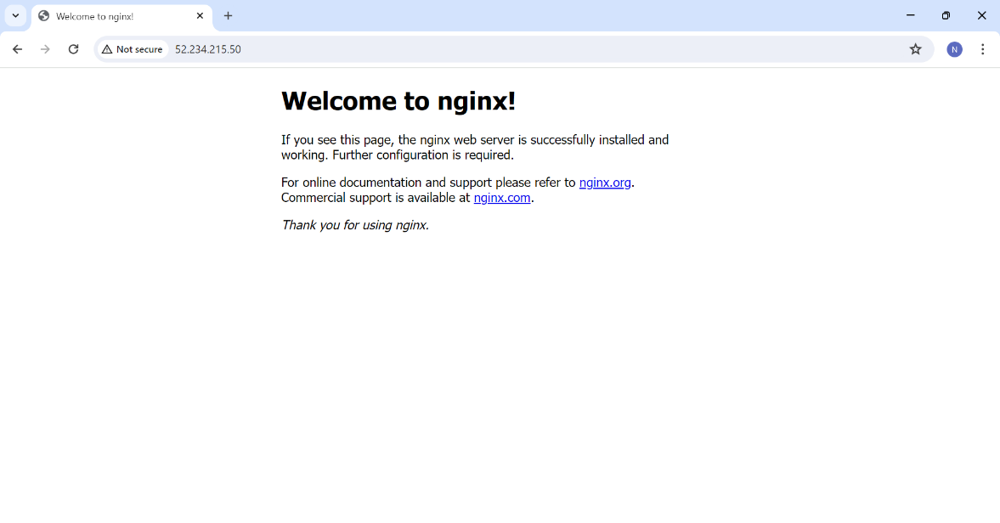 Welcome to nginx!
Not secure
52.234.215.50
N
Welcome to nginx!
If you see this page, the nginx web server is successfully installed and
working. Further configuration is required.
For online documentation and support please refer to nginx.org.
Commercial support is available at nginx.com.
Thank you for using nginx.